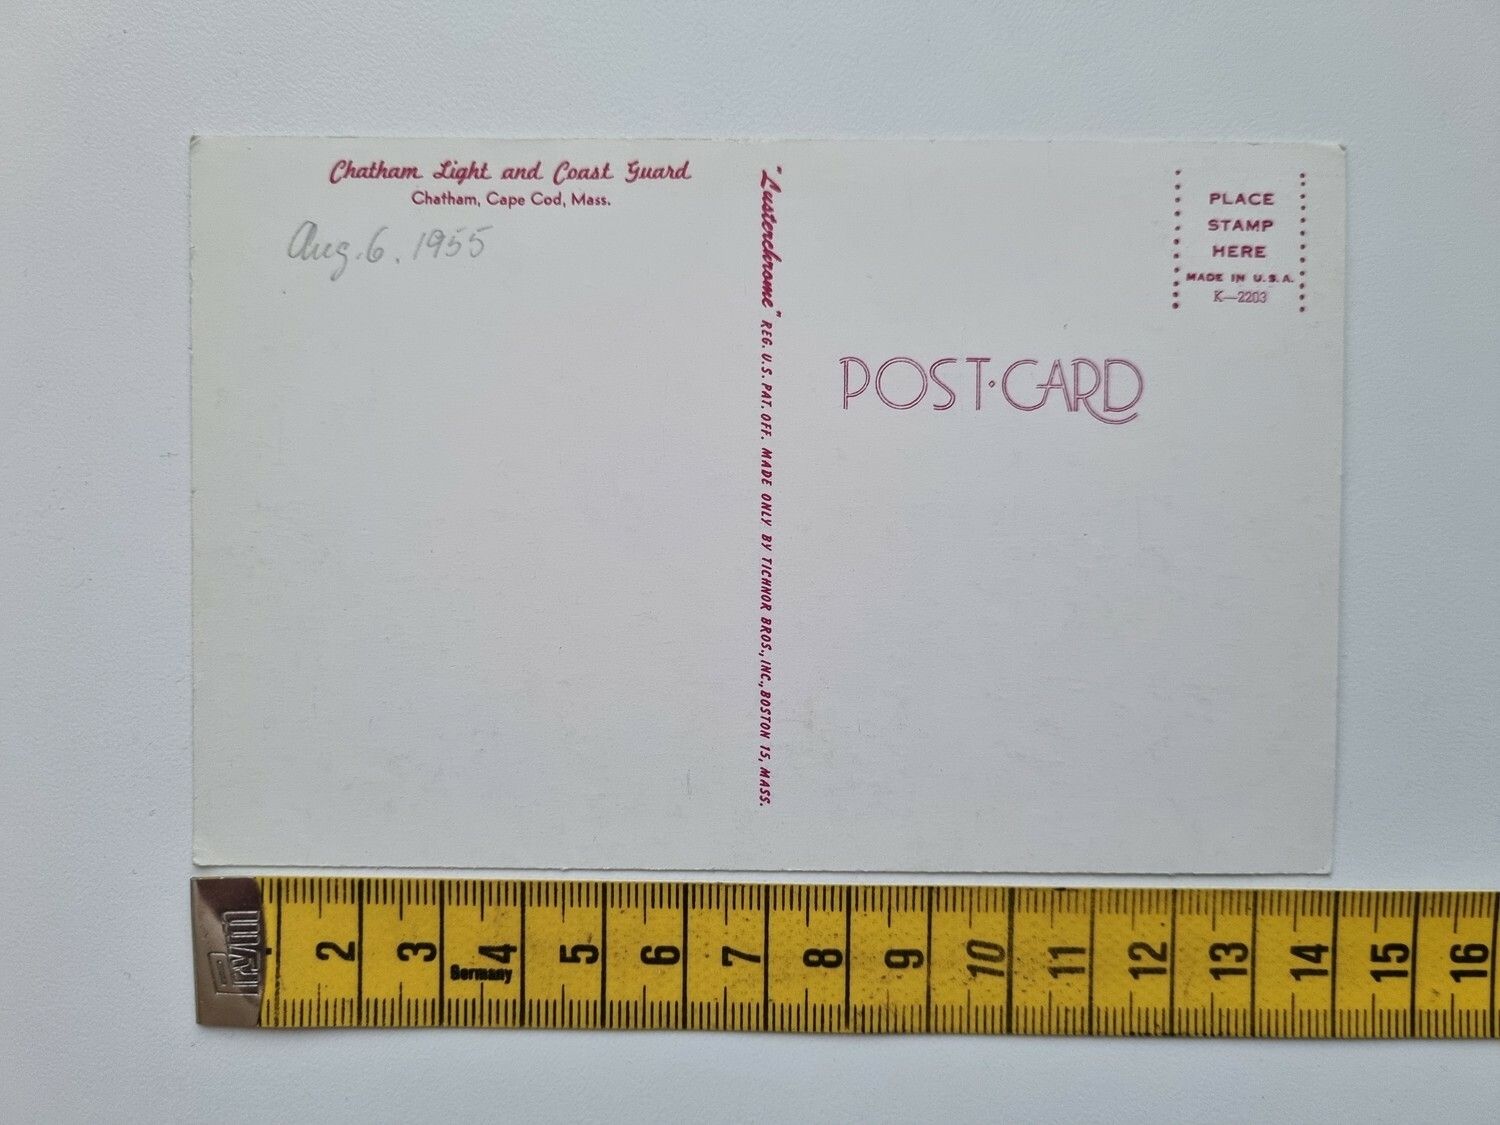 Chatham Light and Coast Guard
Chatham, Cape Cod, Mass.
Aug. 6. 1955
"Lusterchrome" REG. U.S. PAT. OFF. MADE ONLY BY TICHNOR BROS., INC., BOSTON 15, MASS.
PLACE
STAMP
HERE
MADE IN U.S.A.
K—2203
POST·CARD
Prym
2 3 4 5 6 7 8 9 10 11 12 13 14 15 16
Germany